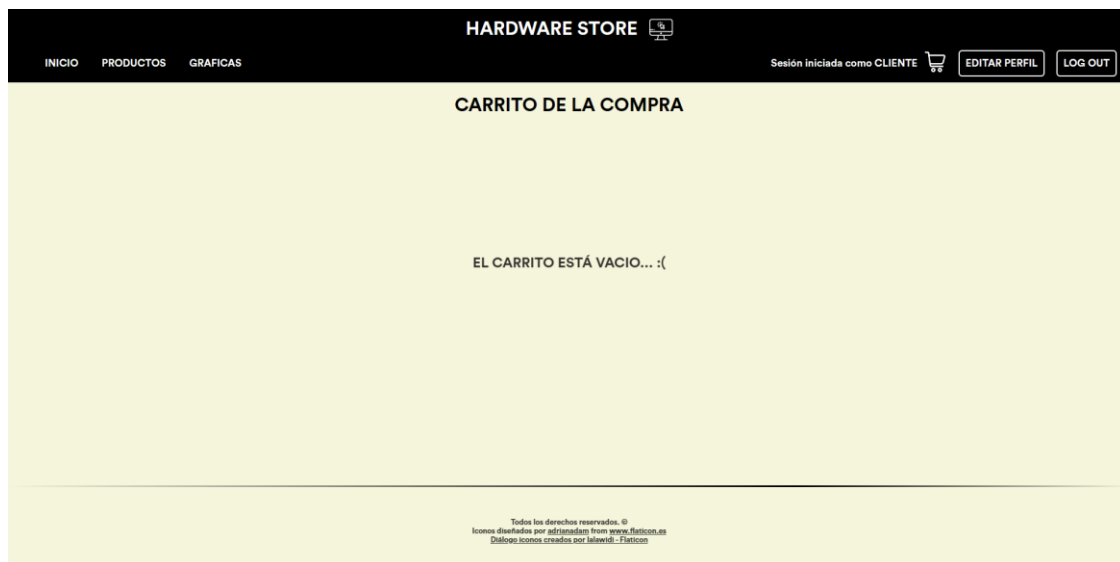 HARDWARE STORE
INICIO PRODUCTOS GRAFICAS Sesión iniciada como CLIENTE EDITAR PERFIL LOG OUT
CARRITO DE LA COMPRA
EL CARRITO ESTÁ VACIO... :(
Todos los derechos reservados. ©
Iconos diseñados por adrianadam from www.flaticon.es
Diálogo iconos creados por lalawidi - Flaticon